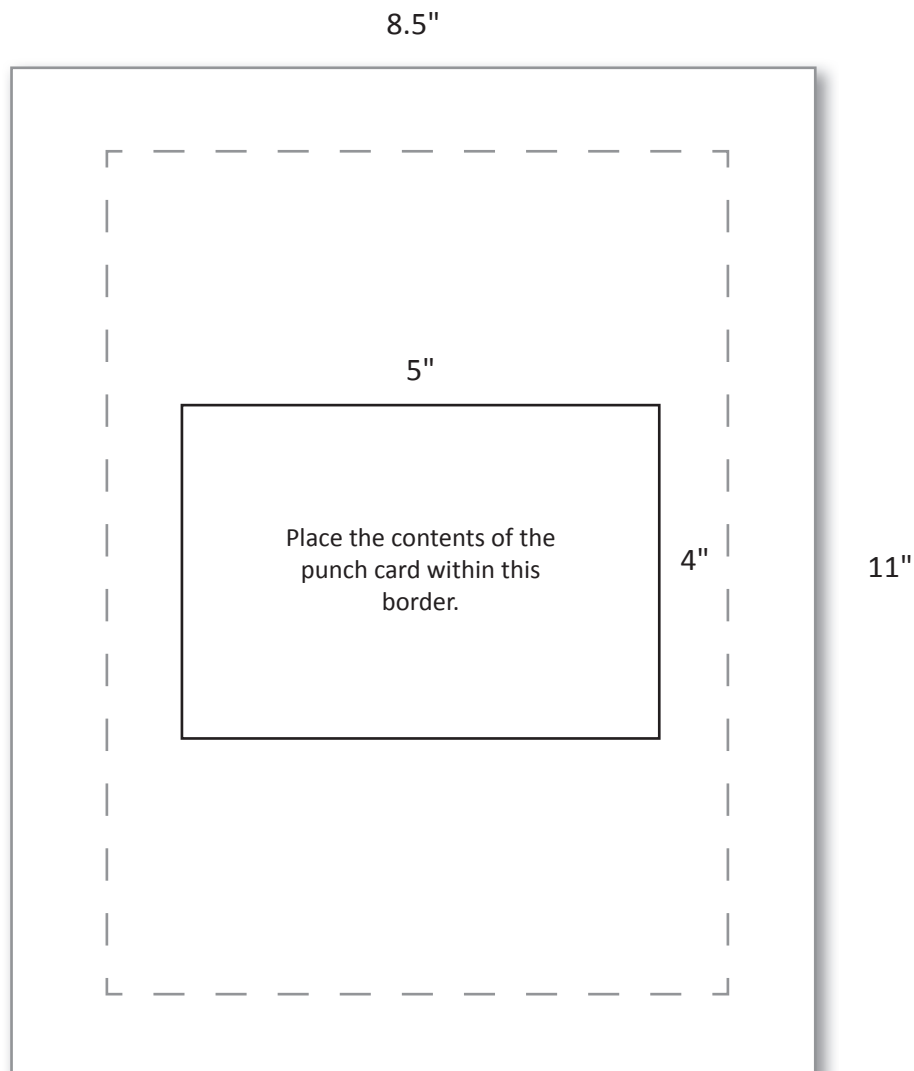 8.5"
5"
Place the contents of the
punch card within this
border.
4"
11"